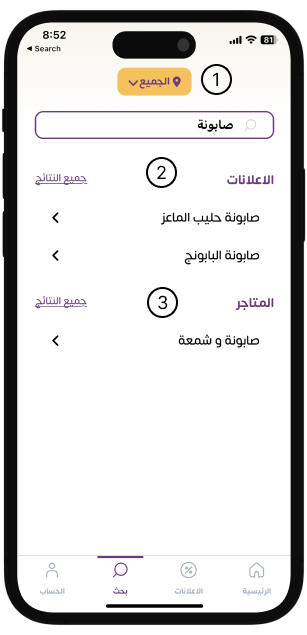 8:52
81
◀ Search
الجميع
1
صابونة
الاعلانات
2
جميع النتائج
صابونة حليب الماعز
صابونة البابونج
المتاجر
3
جميع النتائج
صابونة و شمعة
الرئيسية
الاعلانات
بحث
الحساب